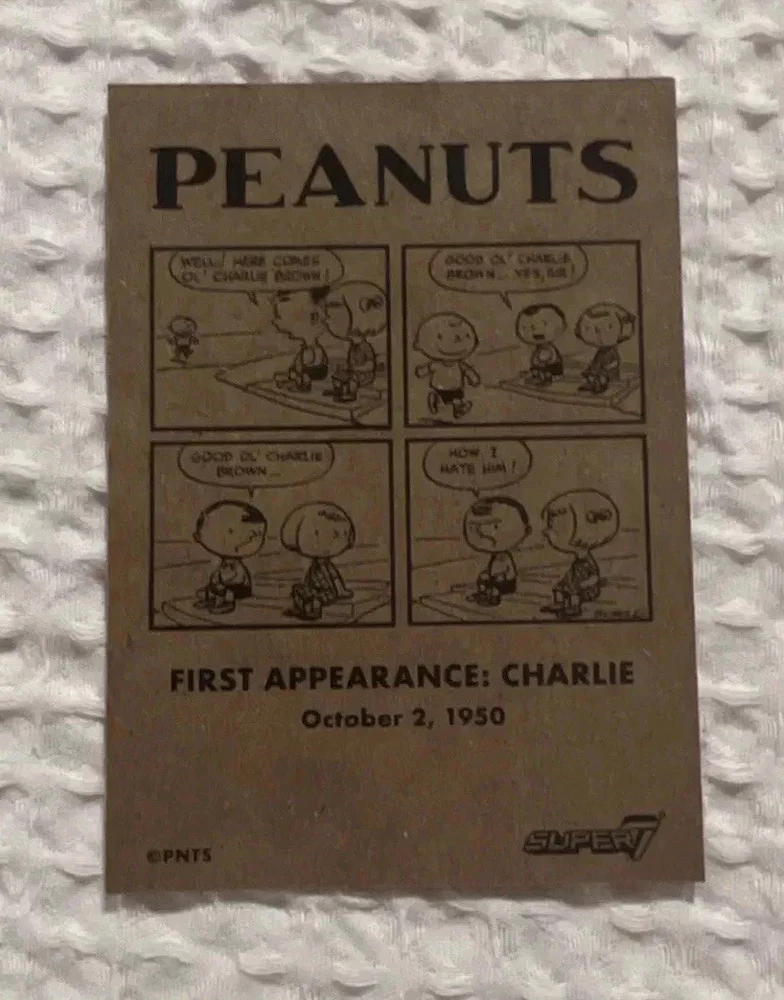 PEANUTS
WELL! HERE COMES
OL' CHARLIE BROWN!
GOOD OL' CHARLIE
BROWN... YES, SIR!
GOOD OL' CHARLIE
BROWN...
HOW I
HATE HIM!
FIRST APPEARANCE: CHARLIE
October 2, 1950
©PNTS
SUPER7